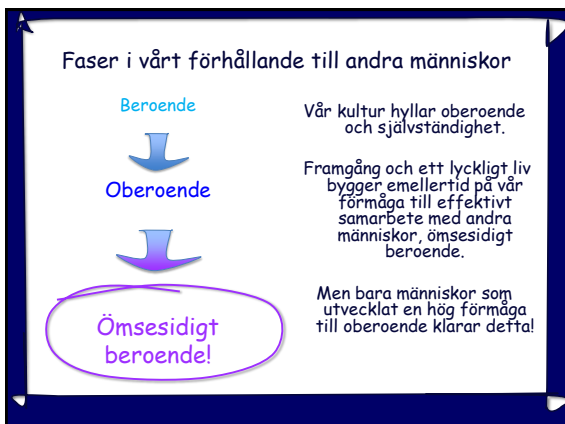 Faser i vårt förhållande till andra människor
Beroende
Oberoende
Ömsesidigt
beroende!
Vår kultur hyllar oberoende
och självständighet.
Framgång och ett lyckligt liv
bygger emellertid på vår
förmåga till effektivt
samarbete med andra
människor, ömsesidigt
beroende.
Men bara människor som
utvecklat en hög förmåga
till oberoende klarar detta!